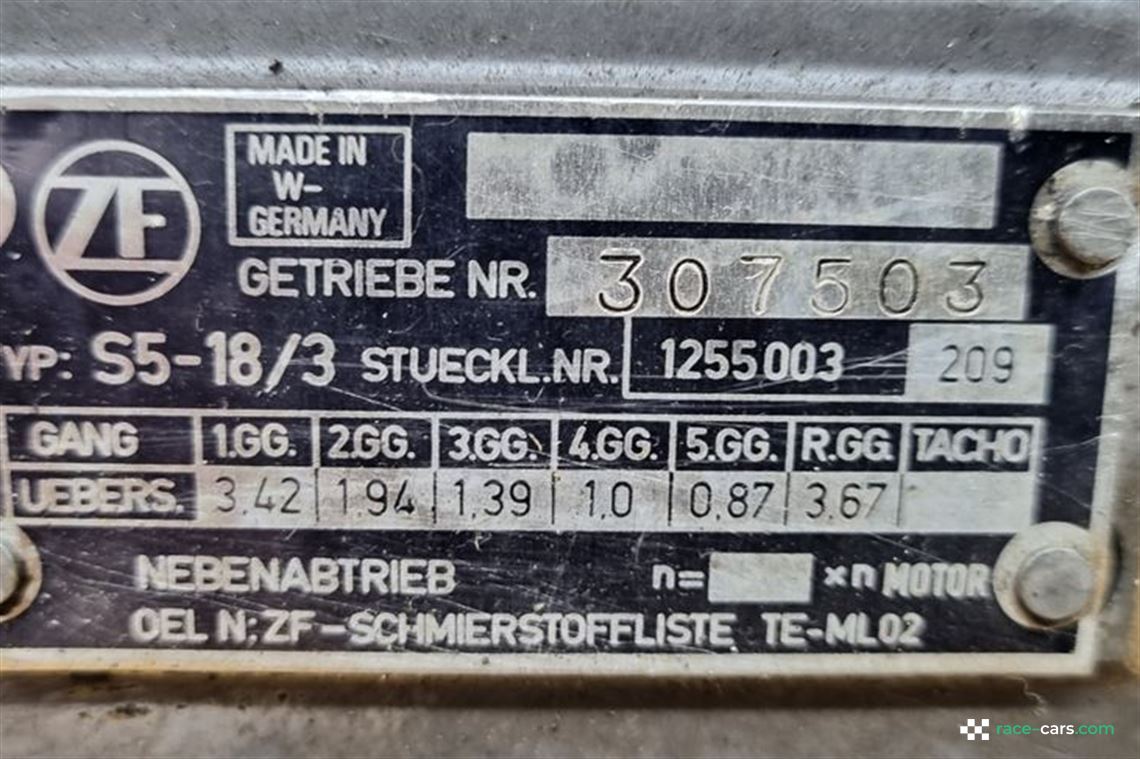 ZF
MADE IN
W-
GERMANY
GETRIEBE NR. 307503
YP: S5-18/3 STUECKL.NR. 1255003 209
GANG 1.GG. 2.GG. 3.GG. 4.GG. 5.GG. R.GG. TACHO
UEBERS. 3.42 1.94 1.39 1.0 0.87 3.67
NEBENABTRIEB n= ×n MOTOR
OEL N: ZF-SCHMIERSTOFFLISTE TE-ML02
race-cars.com